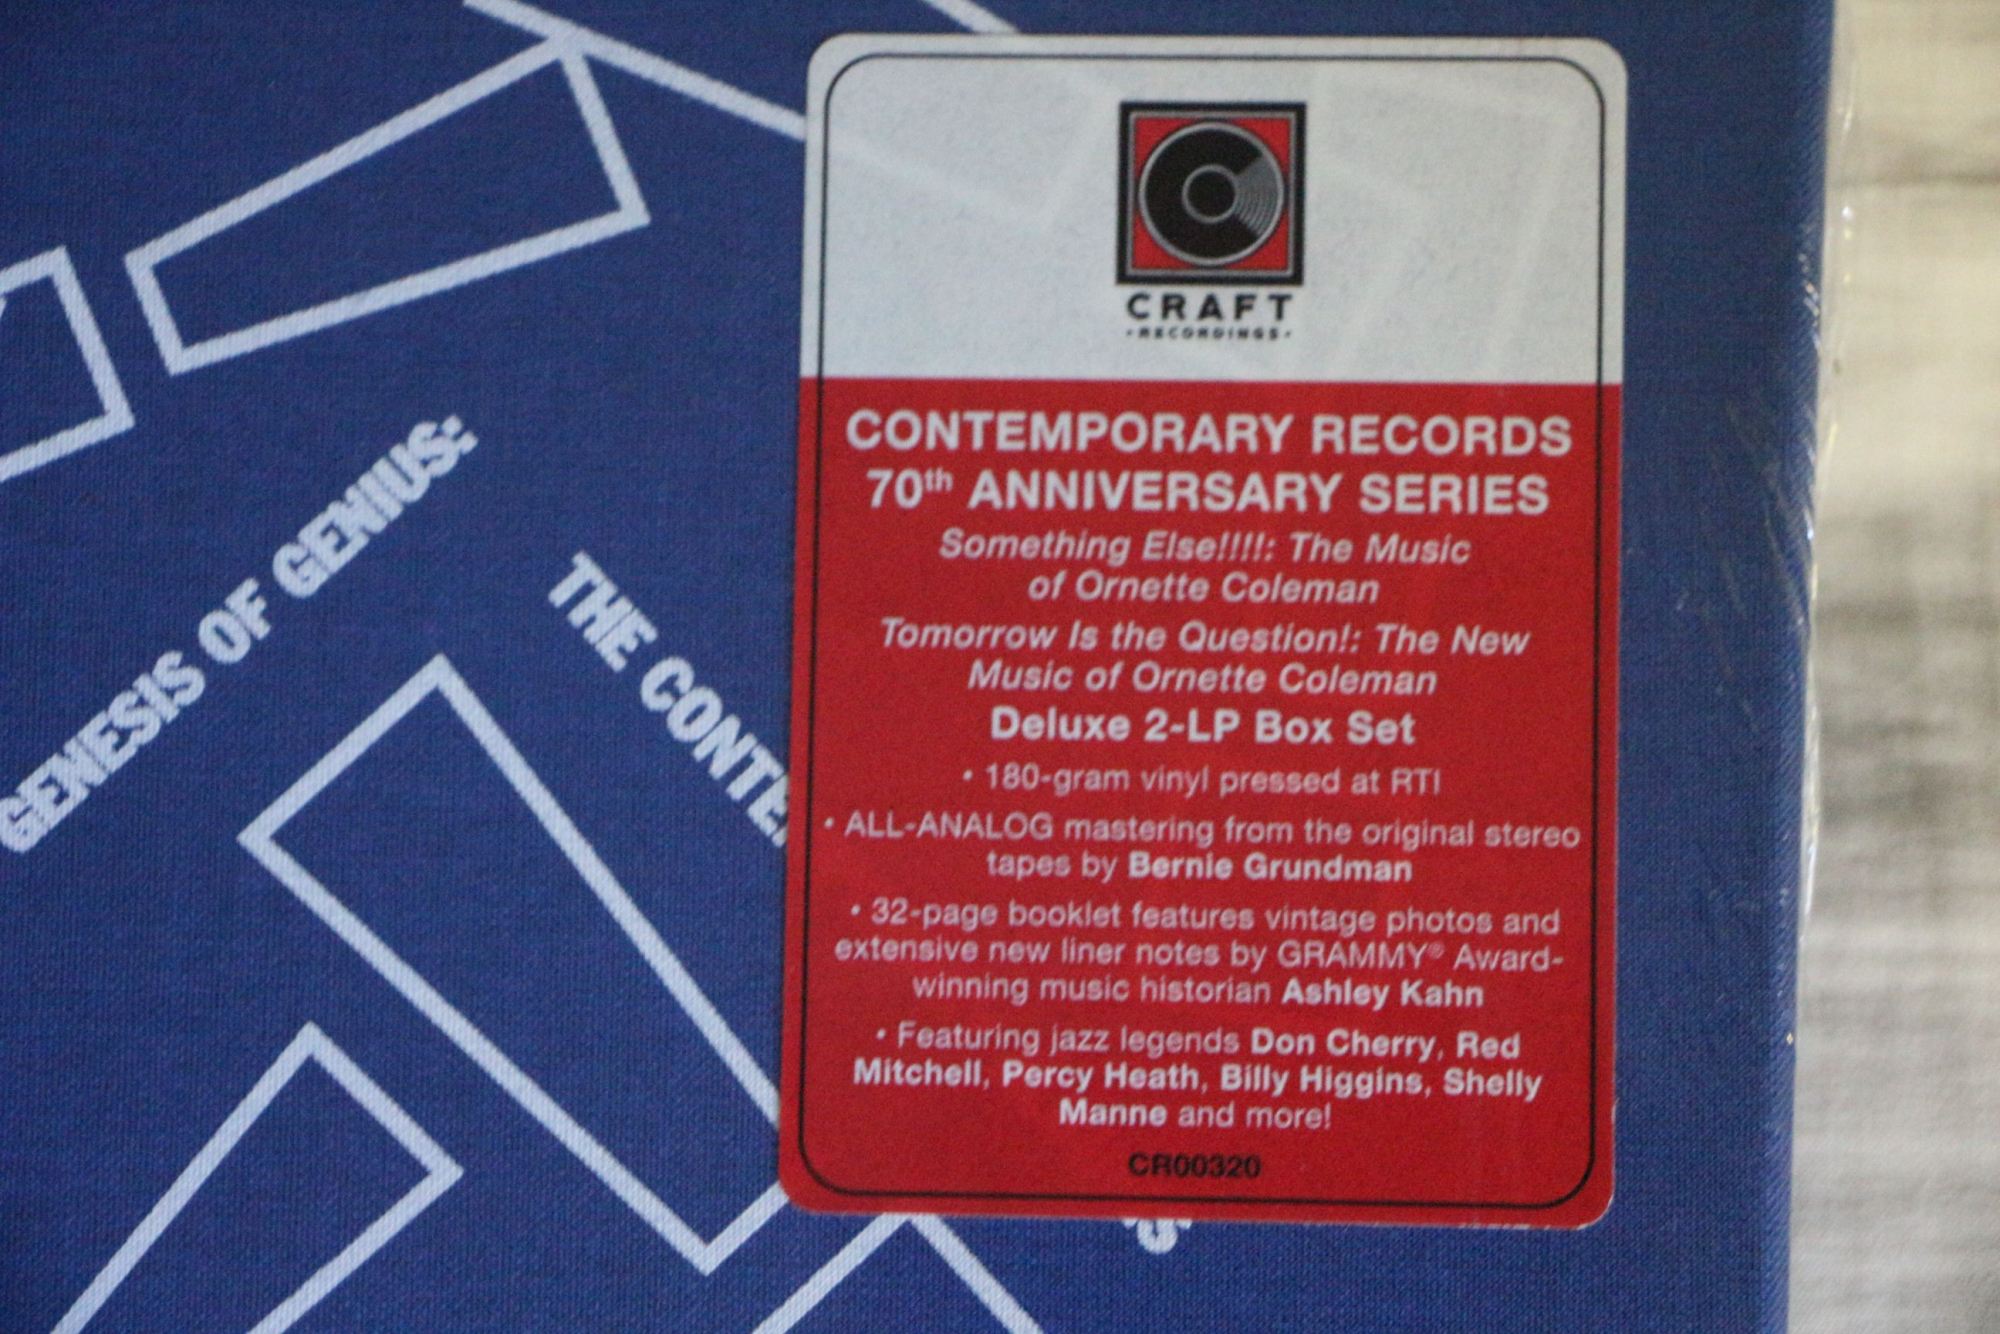 GENESIS OF GENIUS:
THE
CRAFT
·RECORDINGS·
CONTEMPORARY RECORDS
70th ANNIVERSARY SERIES
Something Else!!!!: The Music
of Ornette Coleman
Tomorrow Is the Question!: The New
Music of Ornette Coleman
Deluxe 2-LP Box Set
• 180-gram vinyl pressed at RTI
• ALL-ANALOG mastering from the original stereo
tapes by Bernie Grundman
• 32-page booklet features vintage photos and
extensive new liner notes by GRAMMY® Award-
winning music historian Ashley Kahn
• Featuring jazz legends Don Cherry, Red
Mitchell, Percy Heath, Billy Higgins, Shelly
Manne and more!
CR00320